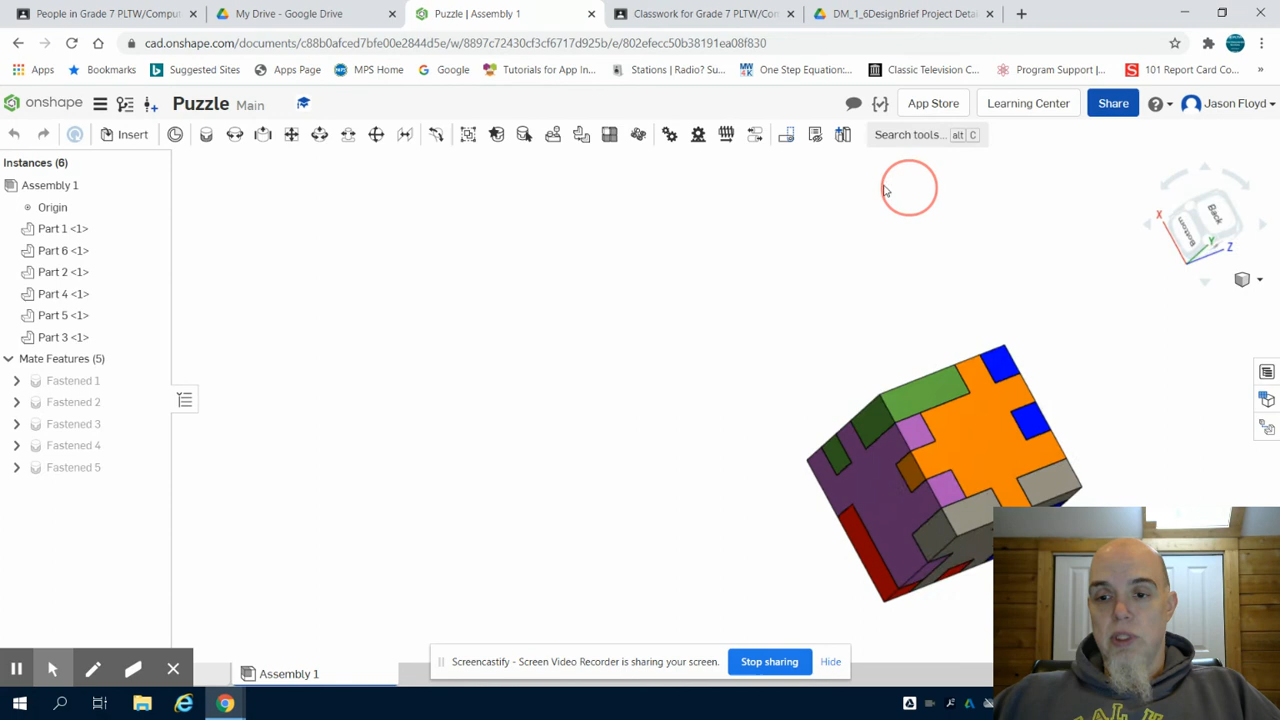 People in Grade 7 PLTW/Comput
My Drive - Google Drive
Puzzle | Assembly 1
Classwork for Grade 7 PLTW/Con
DM_1_6DesignBrief Project Detai
cad.onshape.com/documents/c88b0afced7bfe00e2844d5e/w/8897c72430cf3cf6717d925b/e/802efecc50b38191ea08f830
Apps
Bookmarks
Suggested Sites
Apps Page
MPS Home
Google
Tutorials for App In...
Stations | Radio? Su...
One Step Equation:...
Classic Television C...
Program Support |...
101 Report Card Co...
»
onshape
Puzzle Main
App Store
Learning Center
Share
Jason Floyd
Insert
Search tools... alt C
Instances (6)
Assembly 1
Origin
Part 1 <1>
Part 6 <1>
Part 2 <1>
Part 4 <1>
Part 5 <1>
Part 3 <1>
Mate Features (5)
Fastened 1
Fastened 2
Fastened 3
Fastened 4
Fastened 5
X
Y
Z
Back
Bottom
Screencastify - Screen Video Recorder is sharing your screen.
Stop sharing
Hide
Assembly 1